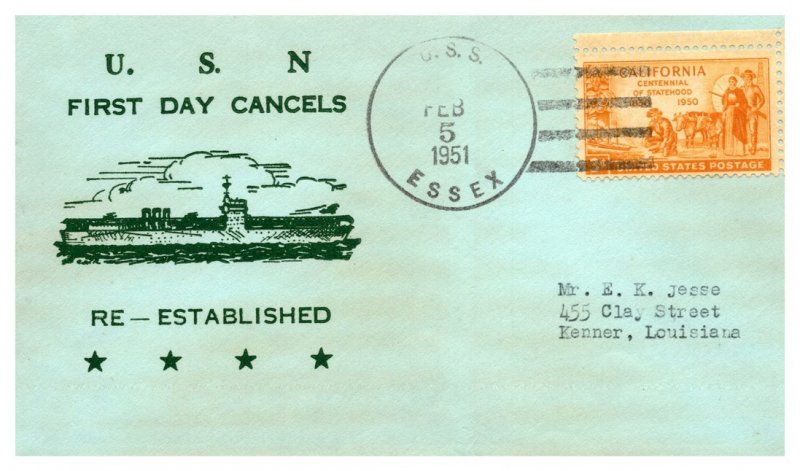 U. S. N
FIRST DAY CANCELS
RE—ESTABLISHED
U. S. S.
FEB
5
1951
ESSEX
CALIFORNIA
CENTENNIAL
OF STATEHOOD
1950
STATES POSTAGE
Mr. E. K. Jesse
455 Clay Street
Kenner, Louisiana